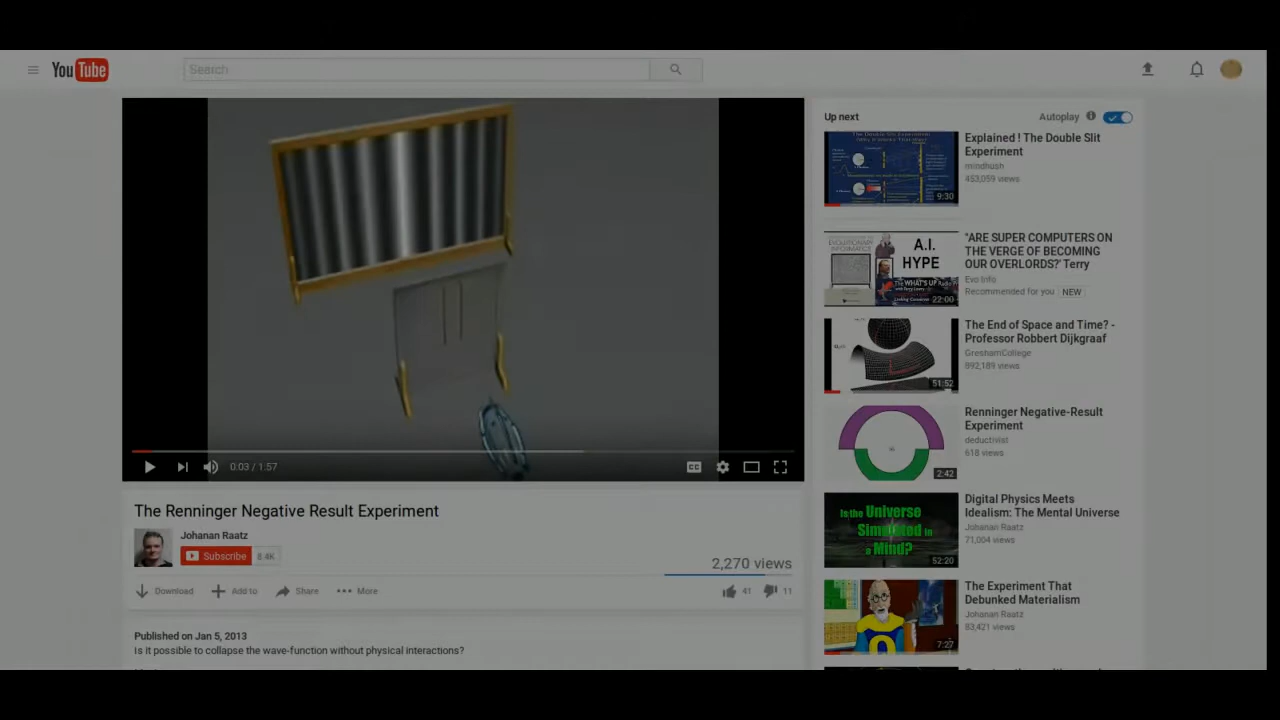 YouTube
Search
Up next
Autoplay
Explained ! The Double Slit
Experiment
mindhush
453,059 views
9:30
A.I.
HYPE
22:00
"ARE SUPER COMPUTERS ON
THE VERGE OF BECOMING
OUR OVERLORDS?' Terry
Evo Info
Recommended for you NEW
51:52
The End of Space and Time? -
Professor Robbert Dijkgraaf
GreshamCollege
892,189 views
2:42
Renninger Negative-Result
Experiment
deductivist
618 views
Is the Universe
Simulated in
a Mind?
52:20
Digital Physics Meets
Idealism: The Mental Universe
Johanan Raatz
71,004 views
7:27
The Experiment That
Debunked Materialism
Johanan Raatz
83,421 views
0:03 / 1:57
CC
The Renninger Negative Result Experiment
Johanan Raatz
Subscribe 8.4K
2,270 views
Download Add to Share More
41 11
Published on Jan 5, 2013
Is it possible to collapse the wave-function without physical interactions?